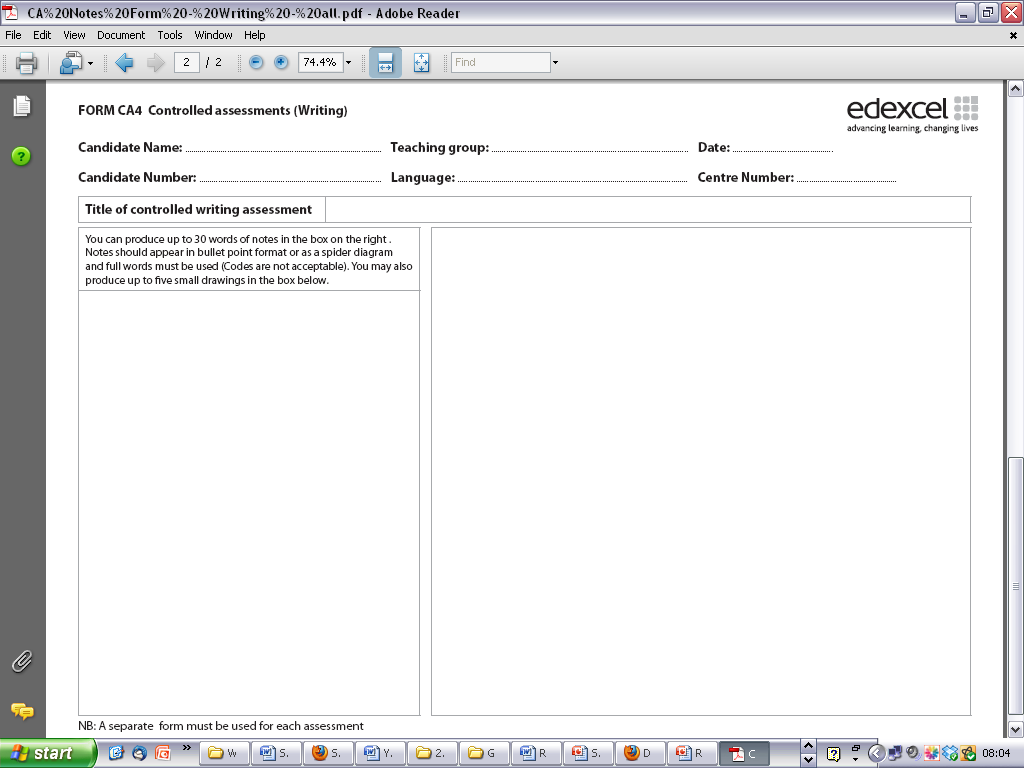 CA%20Notes%20Form%20-%20Writing%20-%20all.pdf - Adobe Reader
File Edit View Document Tools Window Help
2 / 2 74.4% Find
FORM CA4 Controlled assessments (Writing)
edexcel
advancing learning, changing lives
Candidate Name: Teaching group: Date:
Candidate Number: Language: Centre Number:
Title of controlled writing assessment
You can produce up to 30 words of notes in the box on the right .
Notes should appear in bullet point format or as a spider diagram
and full words must be used (Codes are not acceptable). You may also
produce up to five small drawings in the box below.
NB: A separate form must be used for each assessment
start W S. S. Y. 2. G R S. D R C 08:04